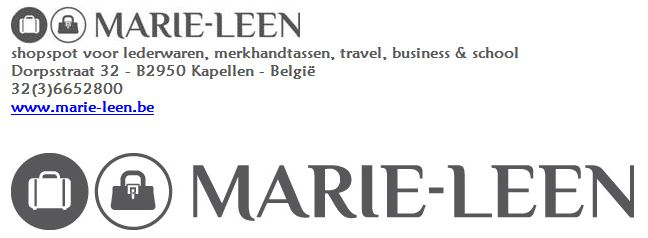 MARIE-LEEN
shopspot voor lederwaren, merkhandtassen, travel, business & school
Dorpsstraat 32 - B2950 Kapellen - België
32(3)6652800
www.marie-leen.be
MARIE-LEEN